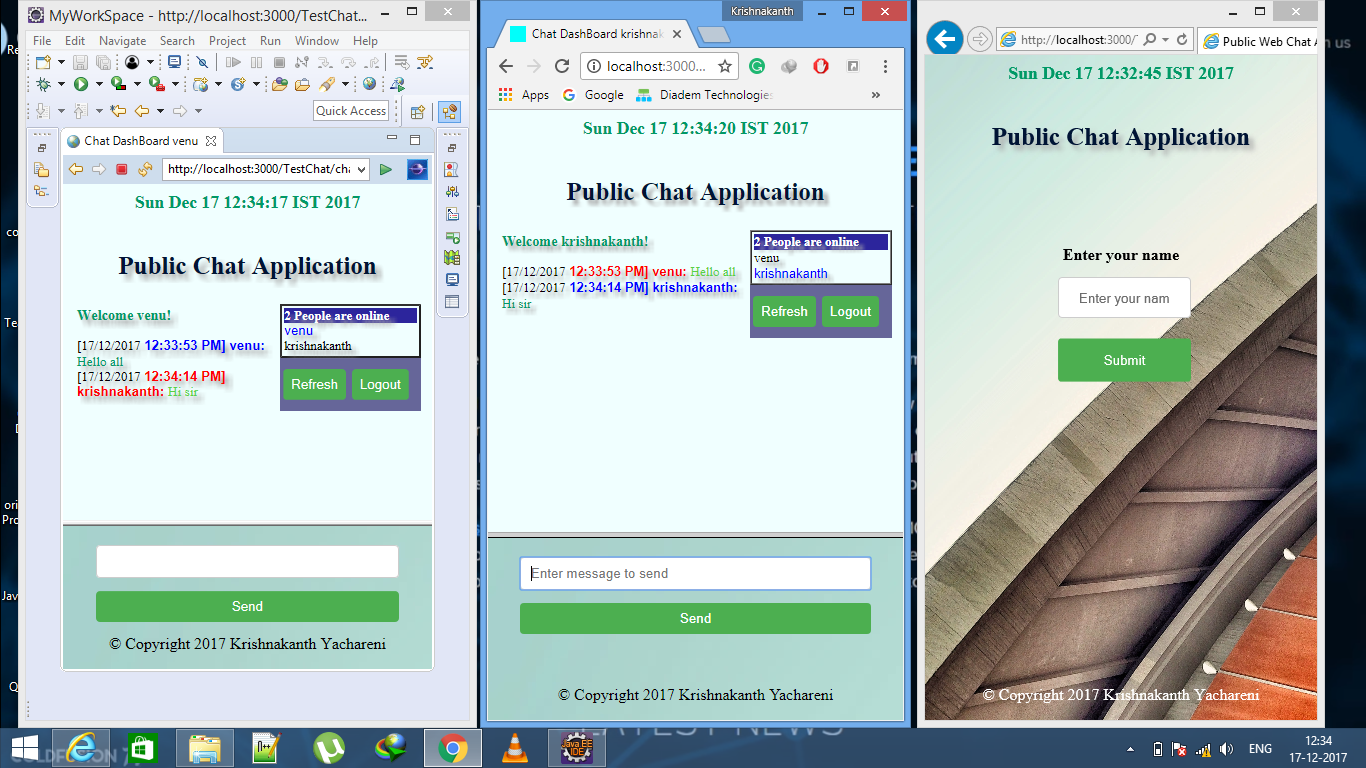 MyWorkSpace - http://localhost:3000/TestChat...
File Edit Navigate Search Project Run Window Help
Quick Access
Chat DashBoard venu
http://localhost:3000/TestChat/cha
Sun Dec 17 12:34:17 IST 2017
Public Chat Application
Welcome venu!
[17/12/2017 12:33:53 PM] venu:
Hello all
[17/12/2017 12:34:14 PM]
krishnakanth: Hi sir
2 People are online
venu
krishnakanth
Refresh Logout
Send
© Copyright 2017 Krishnakanth Yachareni
Krishnakanth
Chat DashBoard krishnak
localhost:3000...
Apps Google Diadem Technologies »
Sun Dec 17 12:34:20 IST 2017
Public Chat Application
Welcome krishnakanth!
[17/12/2017 12:33:53 PM] venu: Hello all
[17/12/2017 12:34:14 PM] krishnakanth:
Hi sir
2 People are online
venu
krishnakanth
Refresh Logout
Enter message to send
Send
© Copyright 2017 Krishnakanth Yachareni
http://localhost:3000/
Public Web Chat
Sun Dec 17 12:32:45 IST 2017
Public Chat Application
Enter your name
Enter your nam
Submit
© Copyright 2017 Krishnakanth Yachareni
LATEST NEWS
Java EE
IDE
ENG
12:34
17-12-2017